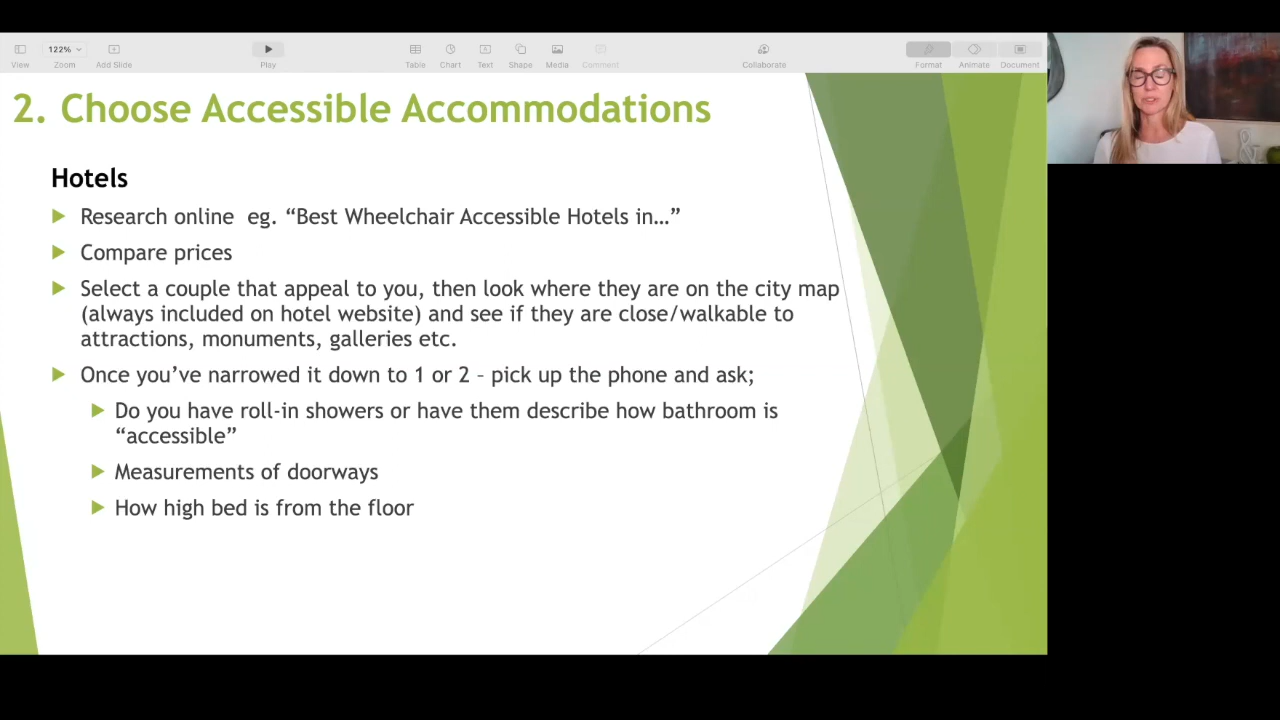 122%
View
Zoom
Add Slide
Play
Table
Chart
Text
Shape
Media
Comment
Collaborate
Format
Animate
Document
2. Choose Accessible Accommodations
Hotels
Research online eg. “Best Wheelchair Accessible Hotels in…”
Compare prices
Select a couple that appeal to you, then look where they are on the city map
(always included on hotel website) and see if they are close/walkable to
attractions, monuments, galleries etc.
Once you’ve narrowed it down to 1 or 2 – pick up the phone and ask;
Do you have roll-in showers or have them describe how bathroom is
“accessible”
Measurements of doorways
How high bed is from the floor